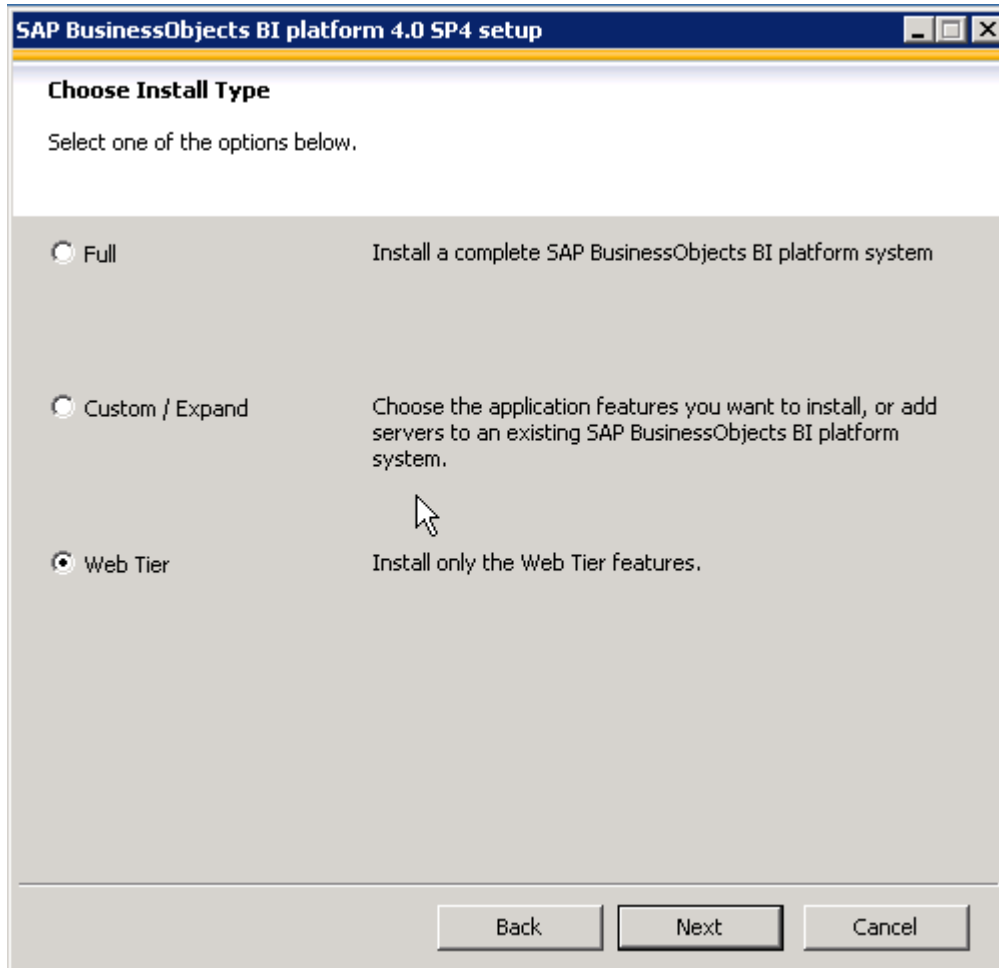 SAP BusinessObjects BI platform 4.0 SP4 setup
Choose Install Type
Select one of the options below.
Full
Install a complete SAP BusinessObjects BI platform system
Custom / Expand
Choose the application features you want to install, or add
servers to an existing SAP BusinessObjects BI platform
system.
Web Tier
Install only the Web Tier features.
Back
Next
Cancel